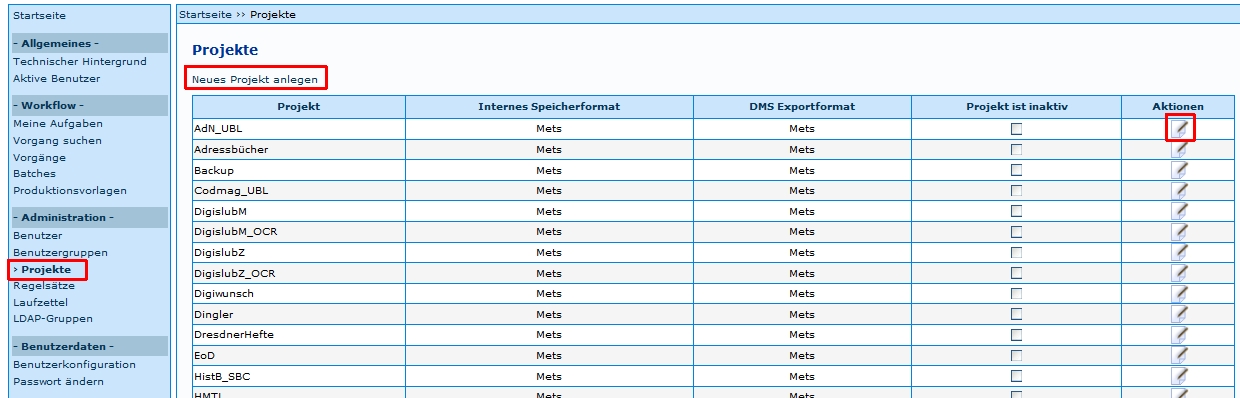 Startseite
- Allgemeines -
Technischer Hintergrund
Aktive Benutzer
- Workflow -
Meine Aufgaben
Vorgang suchen
Vorgänge
Batches
Produktionsvorlagen
- Administration -
Benutzer
Benutzergruppen
› Projekte
Regelsätze
Laufzettel
LDAP-Gruppen
- Benutzerdaten -
Benutzerkonfiguration
Passwort ändern
Startseite ›› Projekte
Projekte
Neues Projekt anlegen
Projekt Internes Speicherformat DMS Exportformat Projekt ist inaktiv Aktionen
AdN_UBL Mets Mets
Adressbücher Mets Mets
Backup Mets Mets
Codmag_UBL Mets Mets
DigislubM Mets Mets
DigislubM_OCR Mets Mets
DigislubZ Mets Mets
DigislubZ_OCR Mets Mets
Digiwunsch Mets Mets
Dingler Mets Mets
DresdnerHefte Mets Mets
EoD Mets Mets
HistB_SBC Mets Mets
Mets Mets